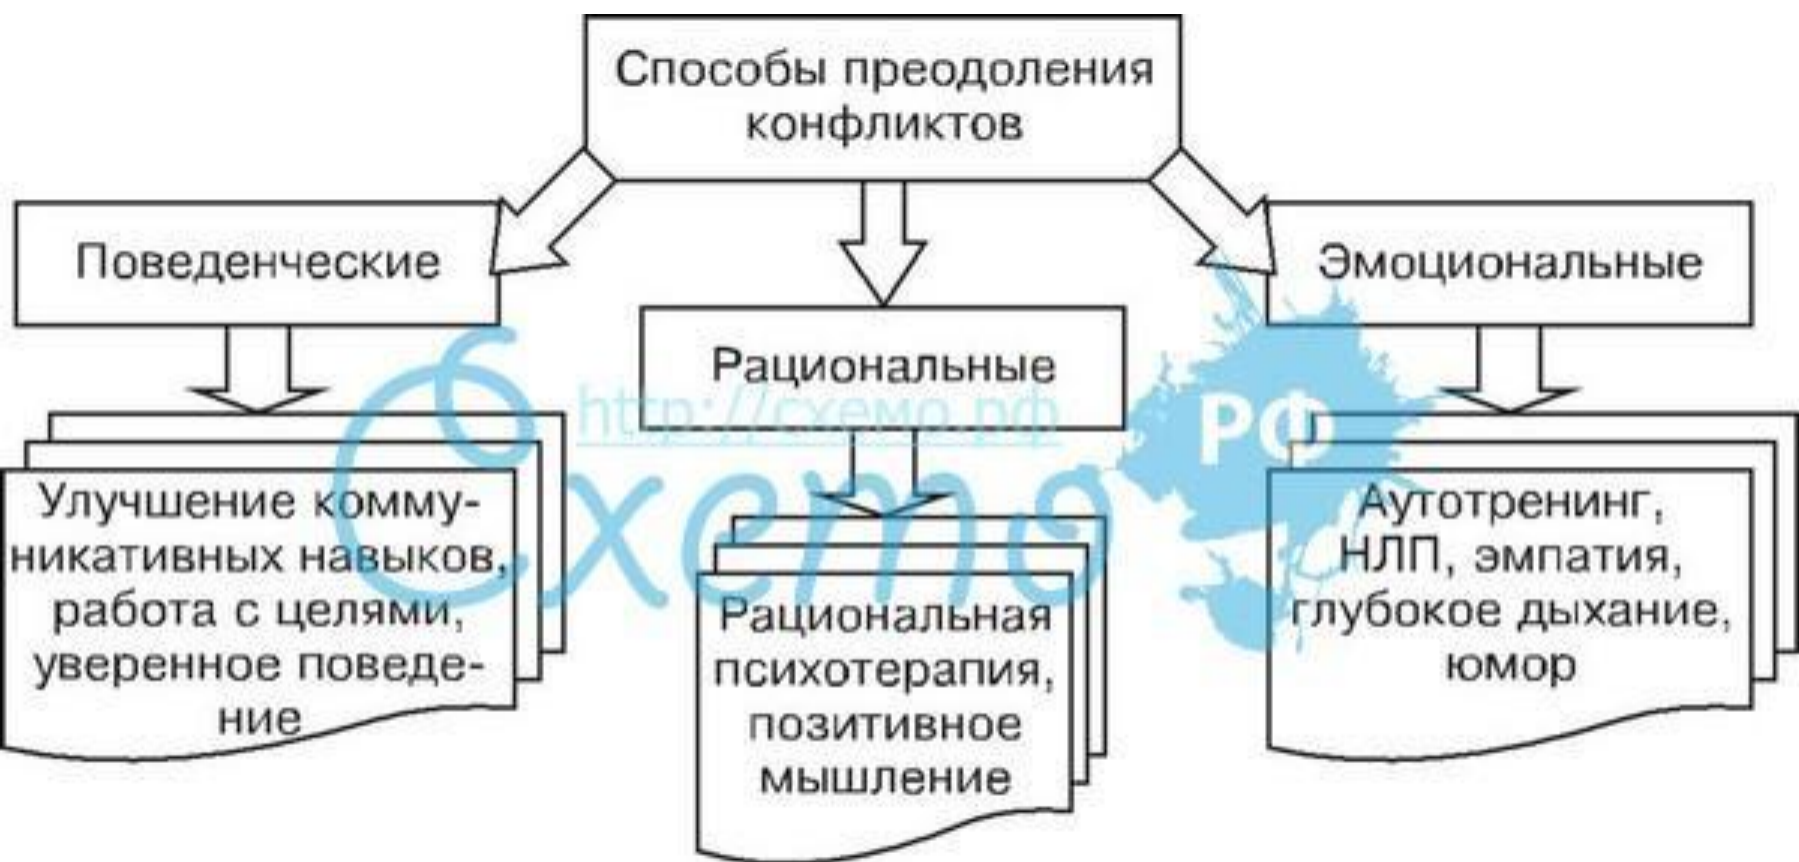 Способы преодоления
конфликтов
Поведенческие
Рациональные
Эмоциональные
Улучшение комму-
никативных навыков,
работа с целями,
уверенное поведе-
ние
Рациональная
психотерапия,
позитивное
мышление
Аутотренинг,
НЛП, эмпатия,
глубокое дыхание,
юмор
http://схемо.рф
Схемо
РФ